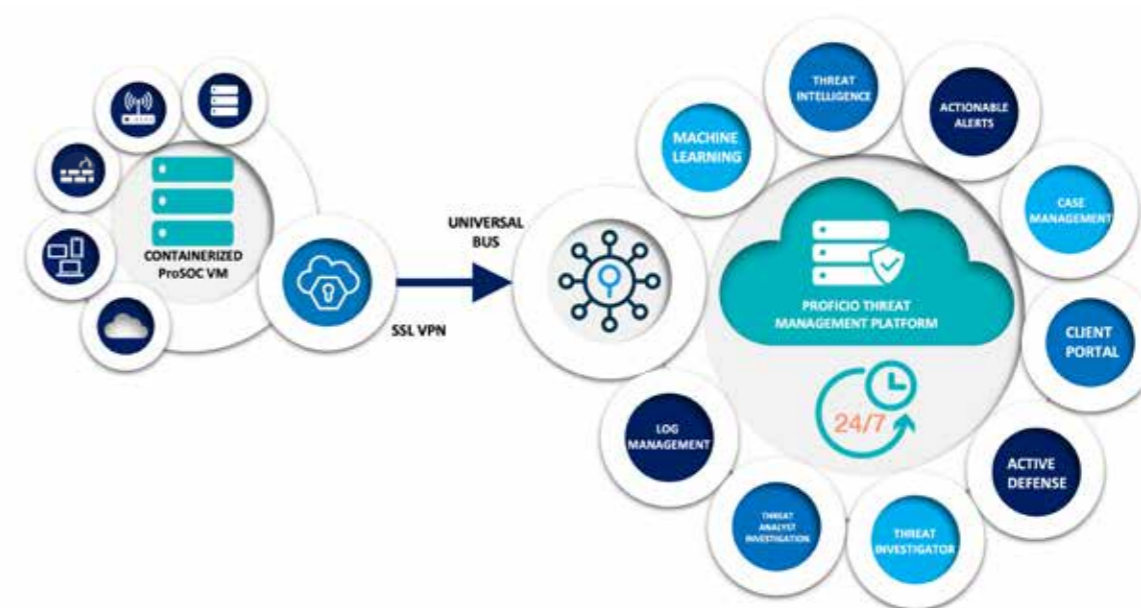 CONTAINERIZED
ProSOC VM
UNIVERSAL
BUS
SSL VPN
MACHINE
LEARNING
THREAT
INTELLIGENCE
ACTIONABLE
ALERTS
CASE
MANAGEMENT
CLIENT
PORTAL
ACTIVE
DEFENSE
THREAT
INVESTIGATOR
THREAT
ANALYST
INVESTIGATION
LOG
MANAGEMENT
PROFICIO THREAT
MANAGEMENT PLATFORM
24/7